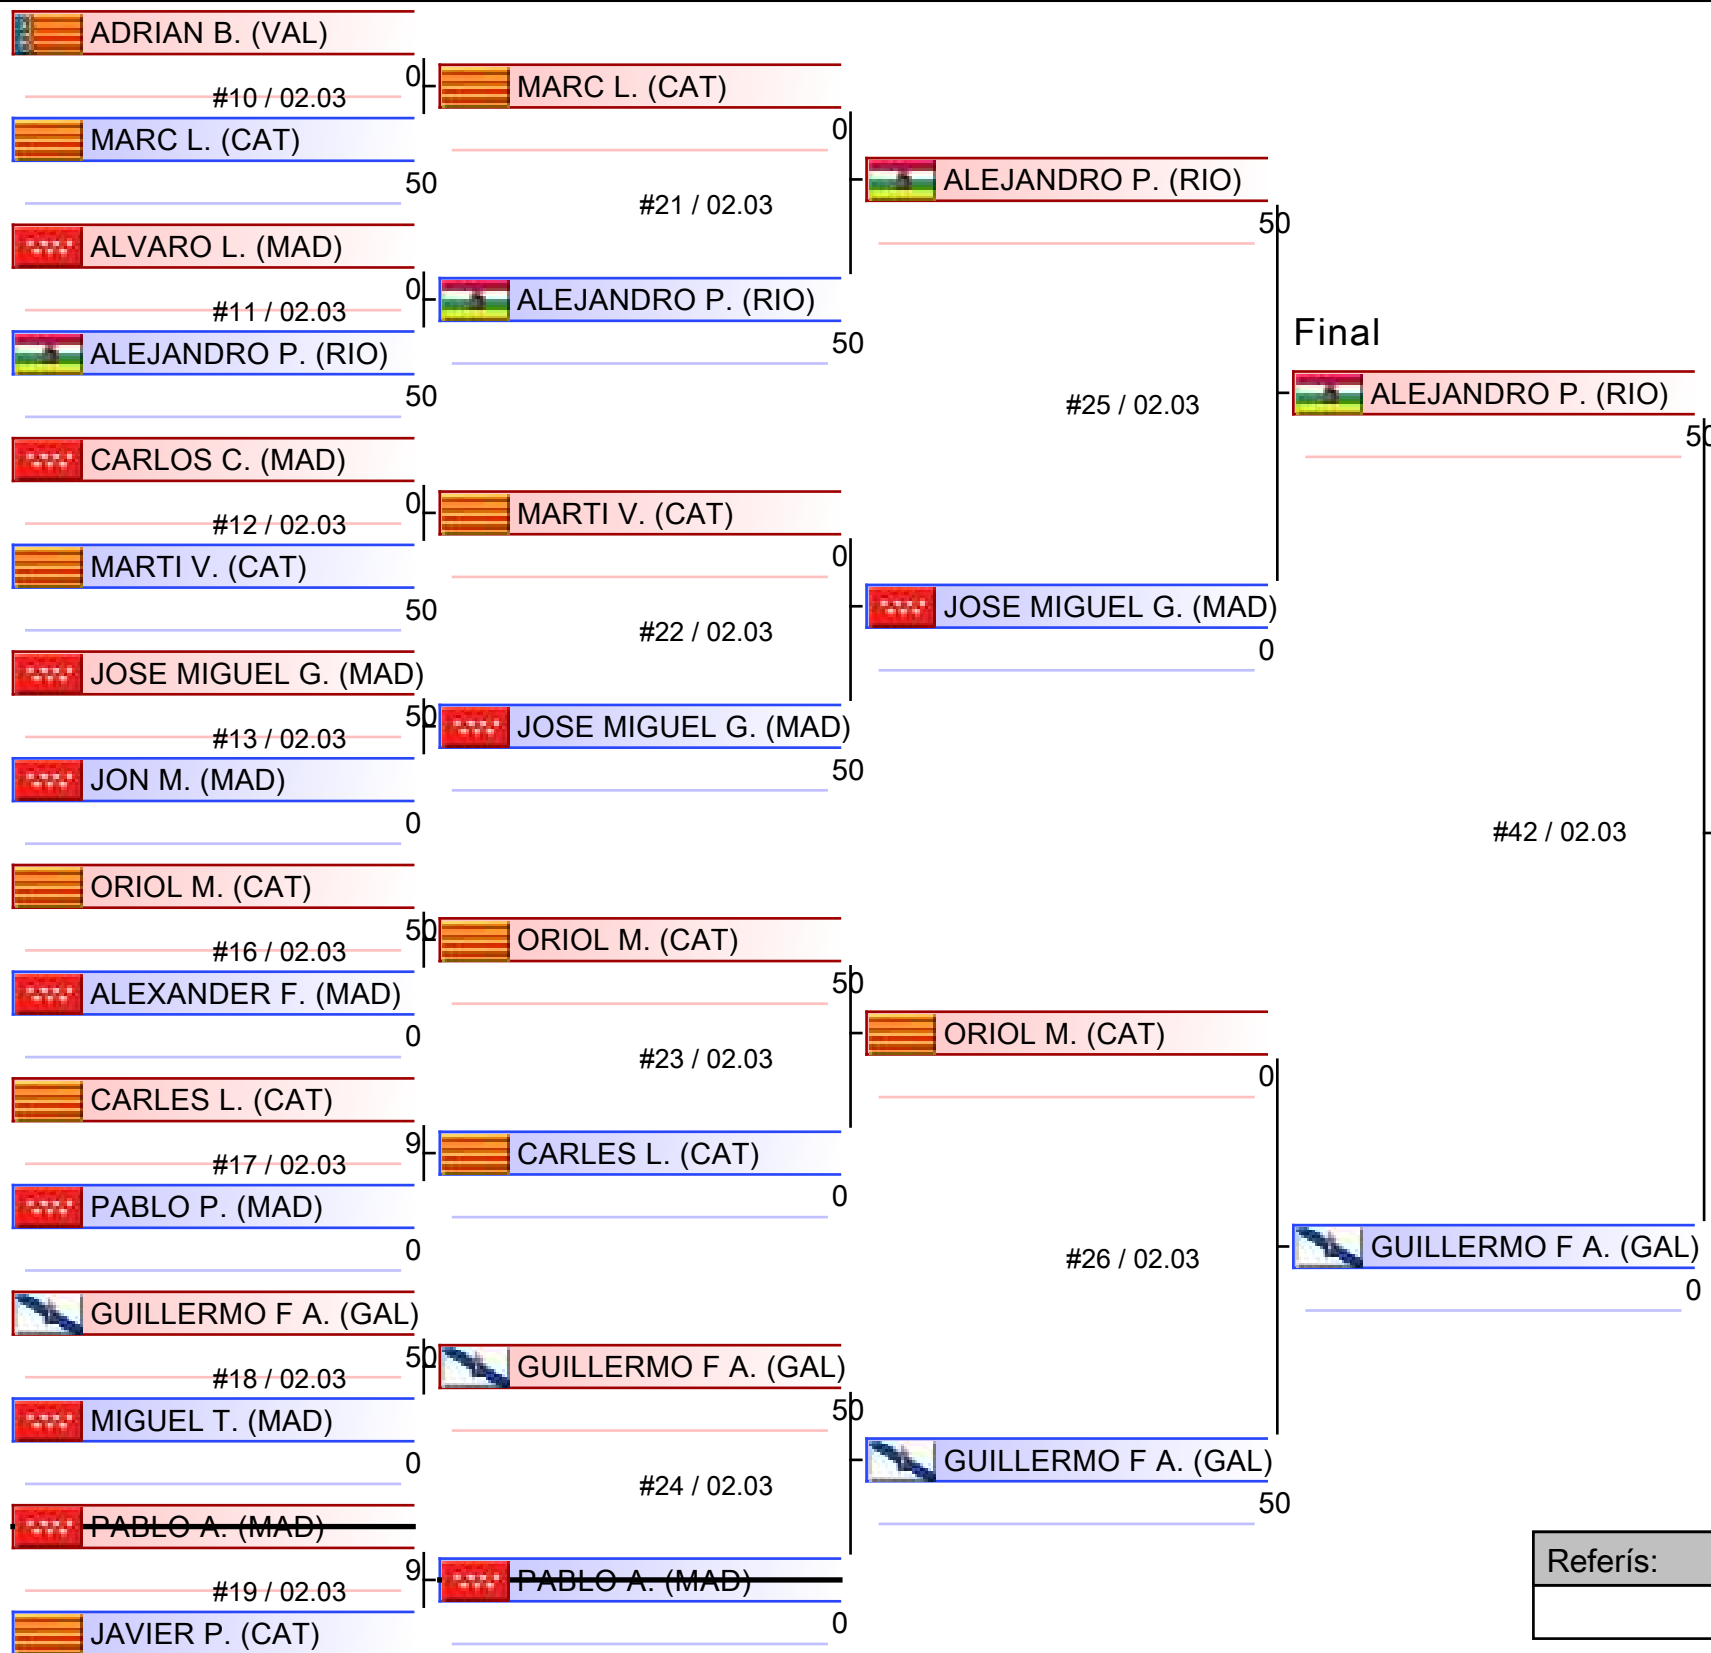 ADRIAN B. (VAL)
0
#10 / 02.03
MARC L. (CAT)
50
ALVARO L. (MAD)
0
#11 / 02.03
ALEJANDRO P. (RIO)
50
CARLOS C. (MAD)
0
#12 / 02.03
MARTI V. (CAT)
50
JOSE MIGUEL G. (MAD)
50
#13 / 02.03
JON M. (MAD)
0
ORIOL M. (CAT)
50
#16 / 02.03
ALEXANDER F. (MAD)
0
CARLES L. (CAT)
9
#17 / 02.03
PABLO P. (MAD)
0
GUILLERMO F A. (GAL)
50
#18 / 02.03
MIGUEL T. (MAD)
0
PABLO A. (MAD)
9
#19 / 02.03
JAVIER P. (CAT)
MARC L. (CAT)
0
#21 / 02.03
ALEJANDRO P. (RIO)
50
MARTI V. (CAT)
0
#22 / 02.03
JOSE MIGUEL G. (MAD)
50
ORIOL M. (CAT)
50
#23 / 02.03
CARLES L. (CAT)
0
GUILLERMO F A. (GAL)
50
#24 / 02.03
PABLO A. (MAD)
0
ALEJANDRO P. (RIO)
50
#25 / 02.03
JOSE MIGUEL G. (MAD)
0
ORIOL M. (CAT)
0
#26 / 02.03
GUILLERMO F A. (GAL)
50
Final
ALEJANDRO P. (RIO)
50
#42 / 02.03
GUILLERMO F A. (GAL)
0
Referís: